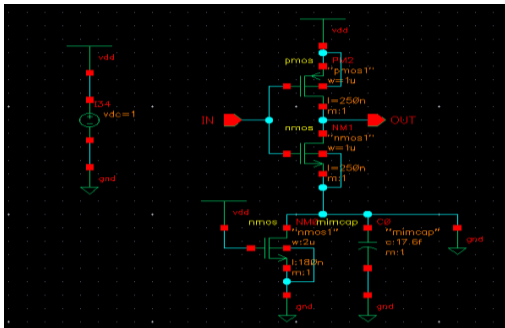 vdd
vdd
pmos
PM2
"pmos1"
w=1u
I34
vdc=1
l=250n
m:1
IN
OUT
nmos
NM1
"nmos1"
w=1u
l=250n
m:1
gnd
vdd
nmos
mimcap
C0
"nmos1"
w:2u
"mimcap"
c:17.6f
m:1
gnd
l:180n
m:1
gnd
gnd